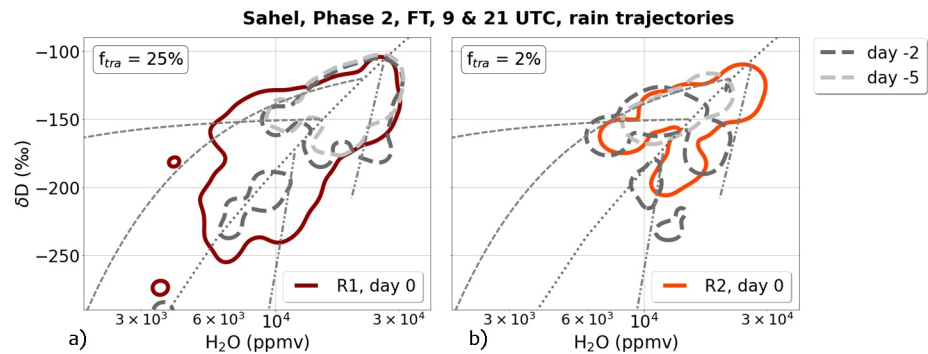 Sahel, Phase 2, FT, 9 & 21 UTC, rain trajectories
f_tra = 25%
f_tra = 2%
day -2
day -5
δD (‰)
−100
−150
−200
−250
R1, day 0
R2, day 0
3 × 10³ 6 × 10³ 10⁴ 3 × 10⁴
3 × 10³ 6 × 10³ 10⁴ 3 × 10⁴
a) H₂O (ppmv)
b) H₂O (ppmv)